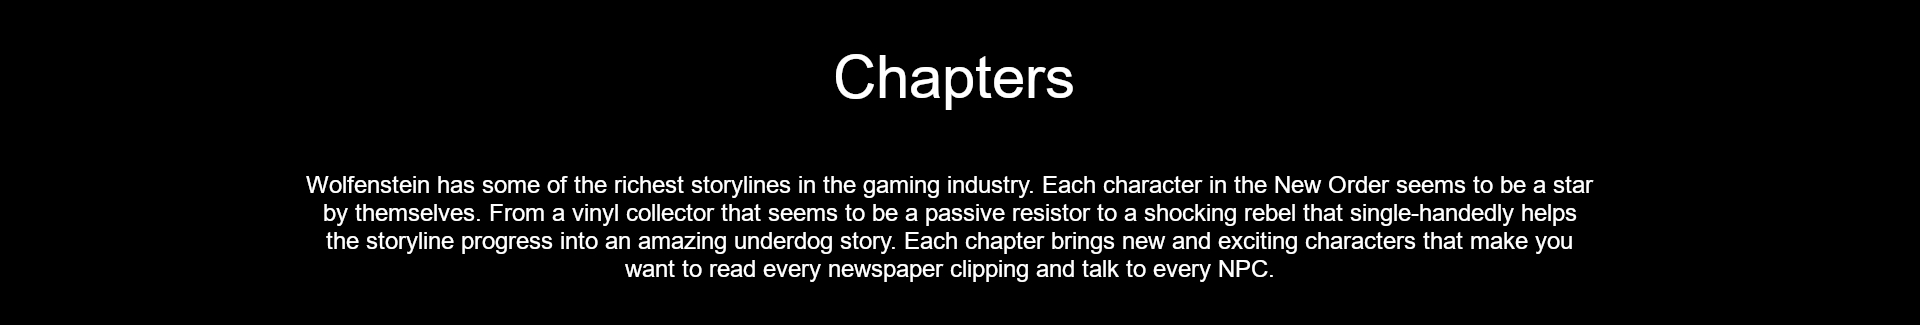 Chapters
Wolfenstein has some of the richest storylines in the gaming industry. Each character in the New Order seems to be a star
by themselves. From a vinyl collector that seems to be a passive resistor to a shocking rebel that single-handedly helps
the storyline progress into an amazing underdog story. Each chapter brings new and exciting characters that make you
want to read every newspaper clipping and talk to every NPC.